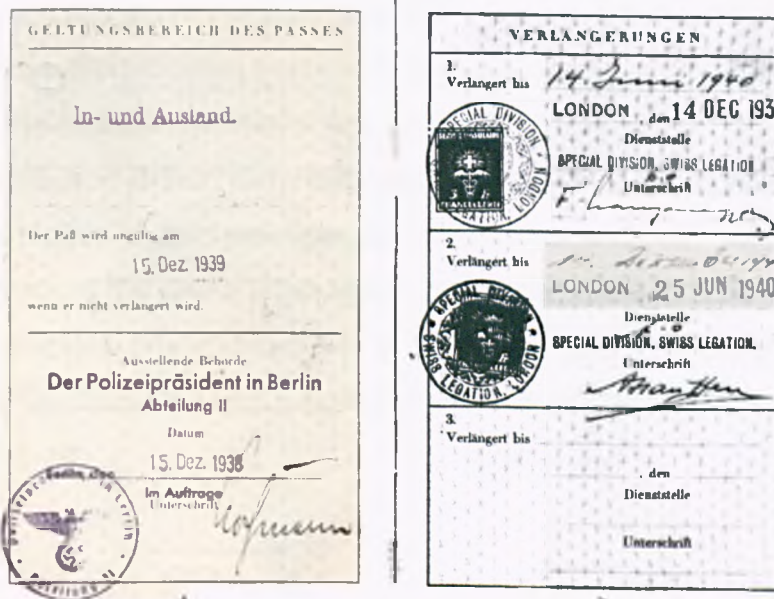 GELTUNGSBEREICH DES PASSES
In- und Ausland.
Der Paß wird ungültig am
15. Dez. 1939
wenn er nicht verlängert wird.
Ausstellende Behörde
Der Polizeipräsident in Berlin
Abteilung II
Datum
15. Dez. 1938
Im Auftrage
Unterschrift
Hofmann
VERLÄNGERUNGEN
1.
Verlängert bis 14. Juni 1940
LONDON, den 14 DEC 193
Dienststelle
SPECIAL DIVISION, SWISS LEGATION
Unterschrift
SPECIAL DIVISION
LEGATION, LONDON
2.
Verlängert bis
LONDON 25 JUN 1940
Dienststelle
SPECIAL DIVISION, SWISS LEGATION.
Unterschrift
SPECIAL DIVISION
SWISS LEGATION, LONDON
3.
Verlängert bis
, den
Dienststelle
Unterschrift